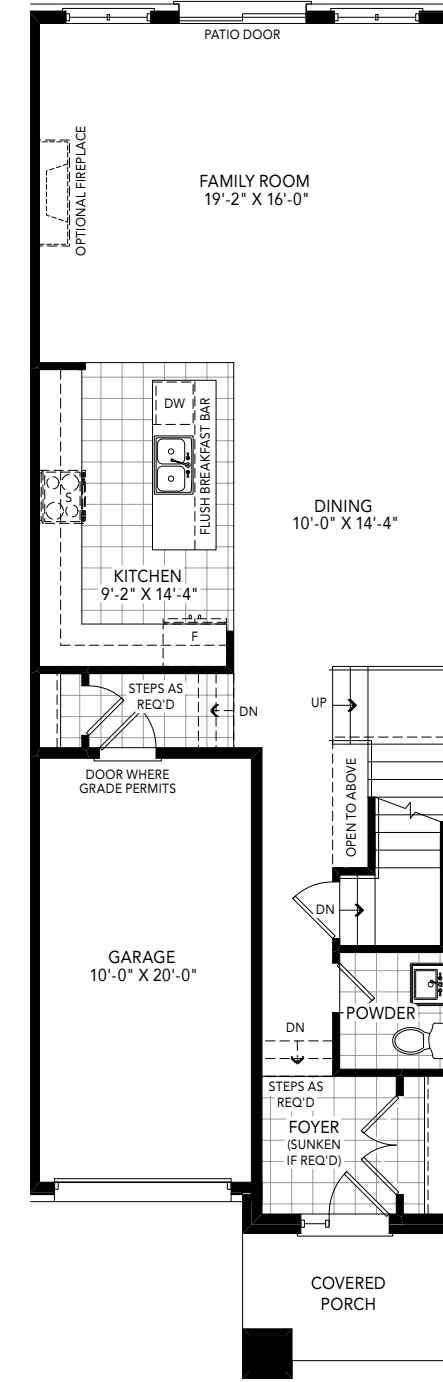 PATIO DOOR
OPTIONAL FIREPLACE
FAMILY ROOM
19'-2" X 16'-0"
DW
FLUSH BREAKFAST BAR
S
DINING
10'-0" X 14'-4"
KITCHEN
9'-2" X 14'-4"
F
STEPS AS
REQ'D
DN
UP
DOOR WHERE
GRADE PERMITS
OPEN TO ABOVE
DN
GARAGE
10'-0" X 20'-0"
POWDER
DN
STEPS AS
REQ'D
FOYER
(SUNKEN
IF REQ'D)
COVERED
PORCH